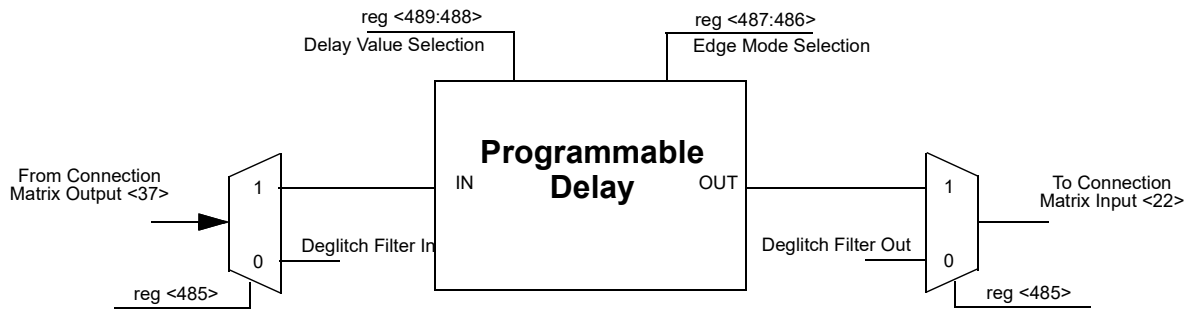 reg <489:488>
Delay Value Selection
reg <487:486>
Edge Mode Selection
Programmable
Delay
IN
OUT
From Connection
Matrix Output <37>
1
0
Deglitch Filter In
reg <485>
Deglitch Filter Out
1
0
To Connection
Matrix Input <22>
reg <485>